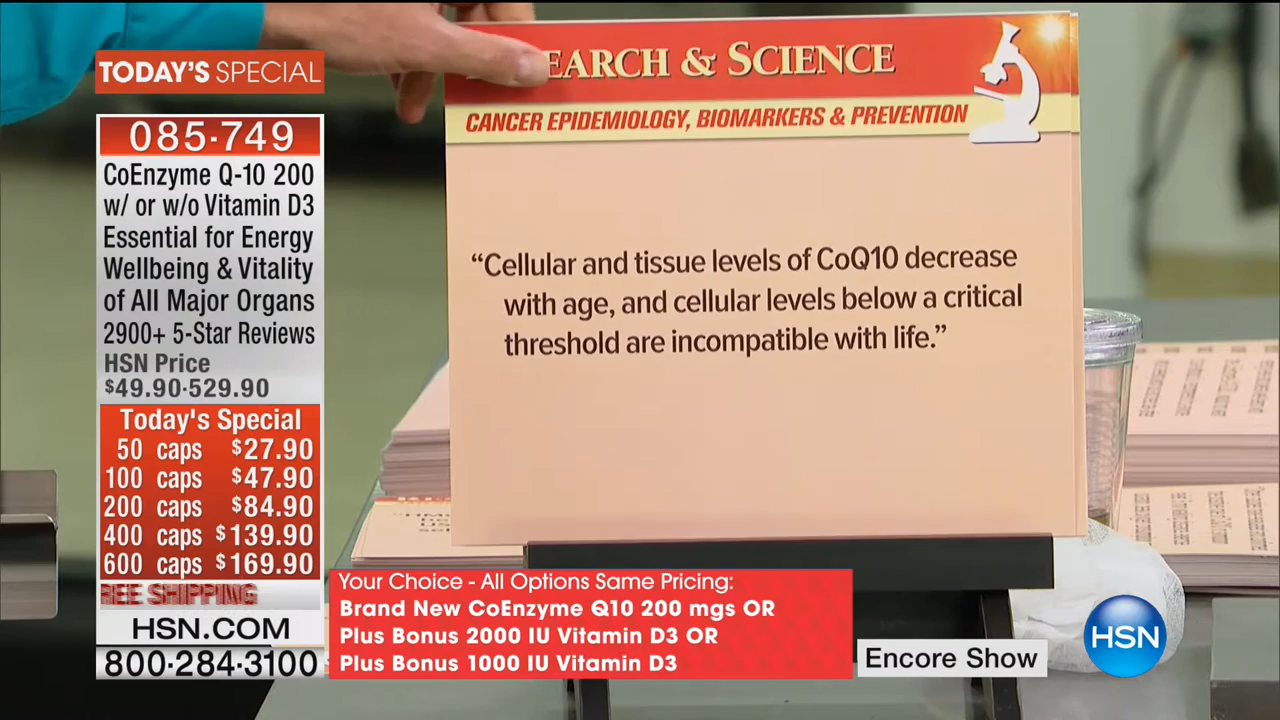 TODAY'S SPECIAL
085·749
CoEnzyme Q-10 200
w/ or w/o Vitamin D3
Essential for Energy
Wellbeing & Vitality
of All Major Organs
2900+ 5-Star Reviews
HSN Price
$49.90-529.90
Today's Special
50 caps $27.90
100 caps $47.90
200 caps $84.90
400 caps $139.90
600 caps $169.90
REE SHIPPING
HSN.COM
800·284·3100
EARCH & SCIENCE
CANCER EPIDEMIOLOGY, BIOMARKERS & PREVENTION
“Cellular and tissue levels of CoQ10 decrease
with age, and cellular levels below a critical
threshold are incompatible with life.”
Your Choice - All Options Same Pricing:
Brand New CoEnzyme Q10 200 mgs OR
Plus Bonus 2000 IU Vitamin D3 OR
Plus Bonus 1000 IU Vitamin D3
Encore Show
HSN